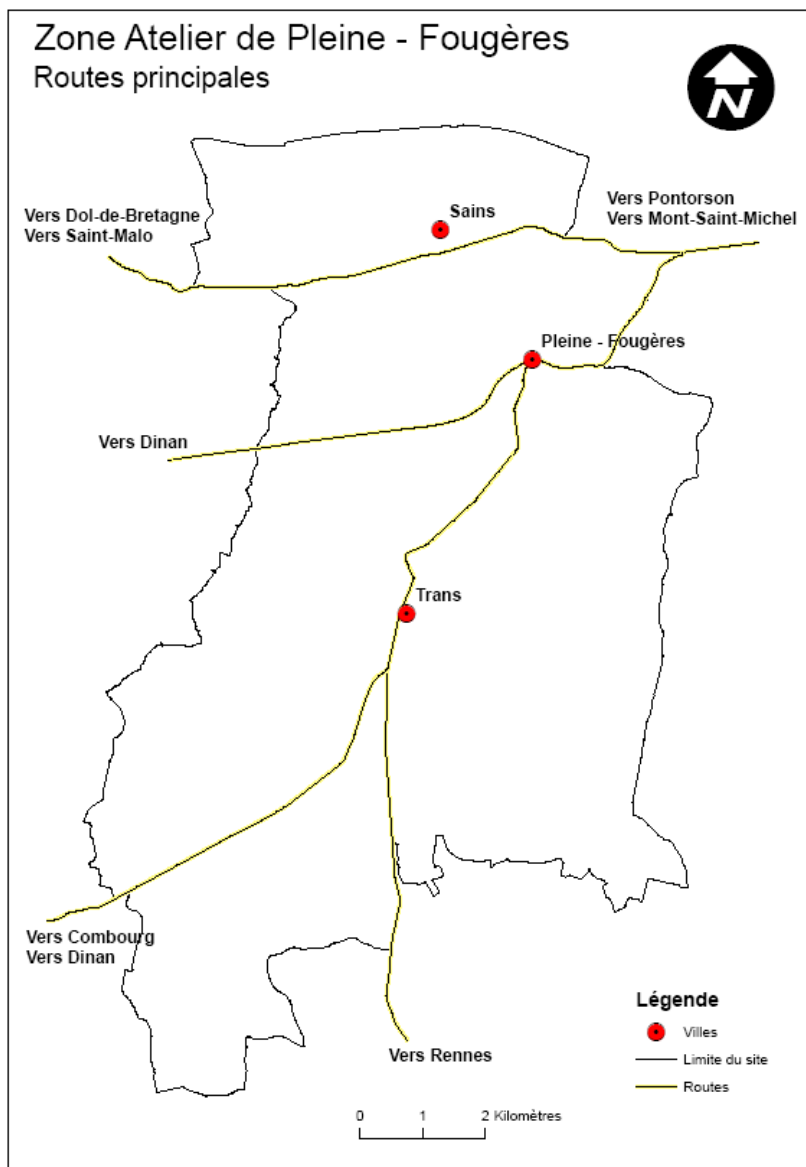 Zone Atelier de Pleine - Fougères
Routes principales
N
Vers Dol-de-Bretagne
Vers Saint-Malo
Sains
Vers Pontorson
Vers Mont-Saint-Michel
Pleine - Fougères
Vers Dinan
Trans
Vers Combourg
Vers Dinan
Vers Rennes
Légende
Villes
Limite du site
Routes
0 1 2 Kilomètres